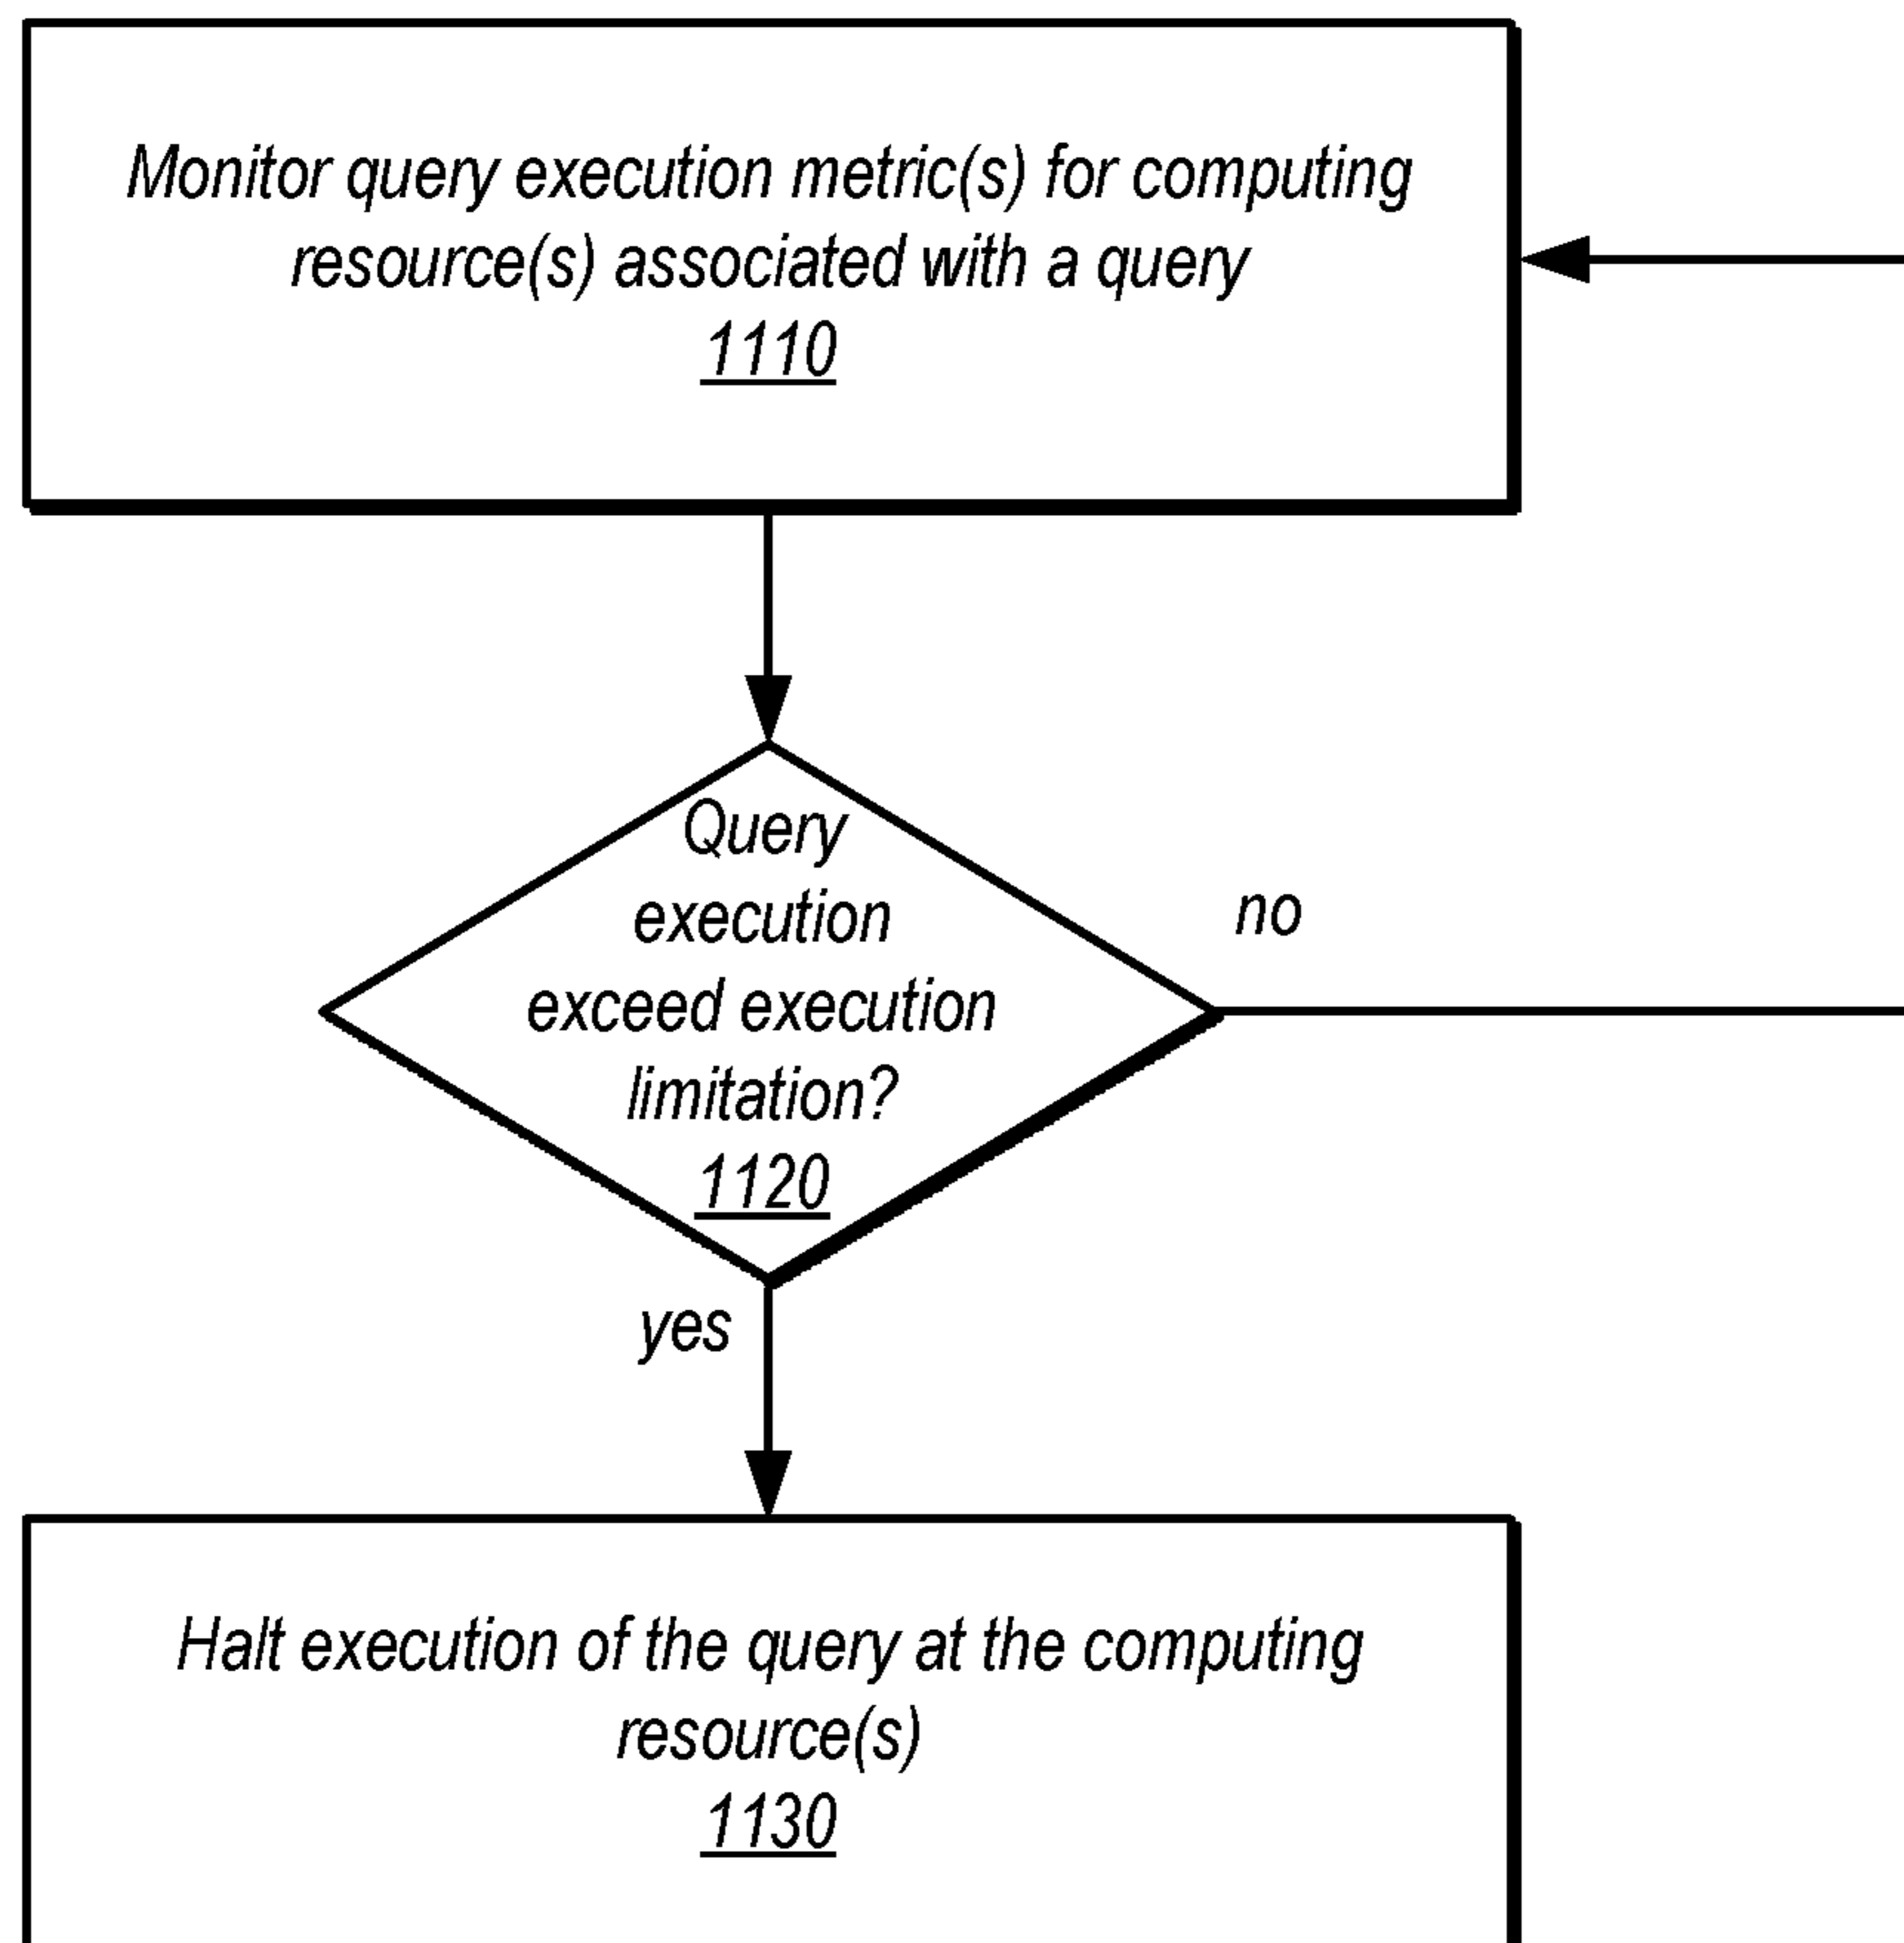 Monitor query execution metric(s) for computing
resource(s) associated with a query
1110
Query
execution
exceed execution
limitation?
1120
no
yes
Halt execution of the query at the computing
resource(s)
1130